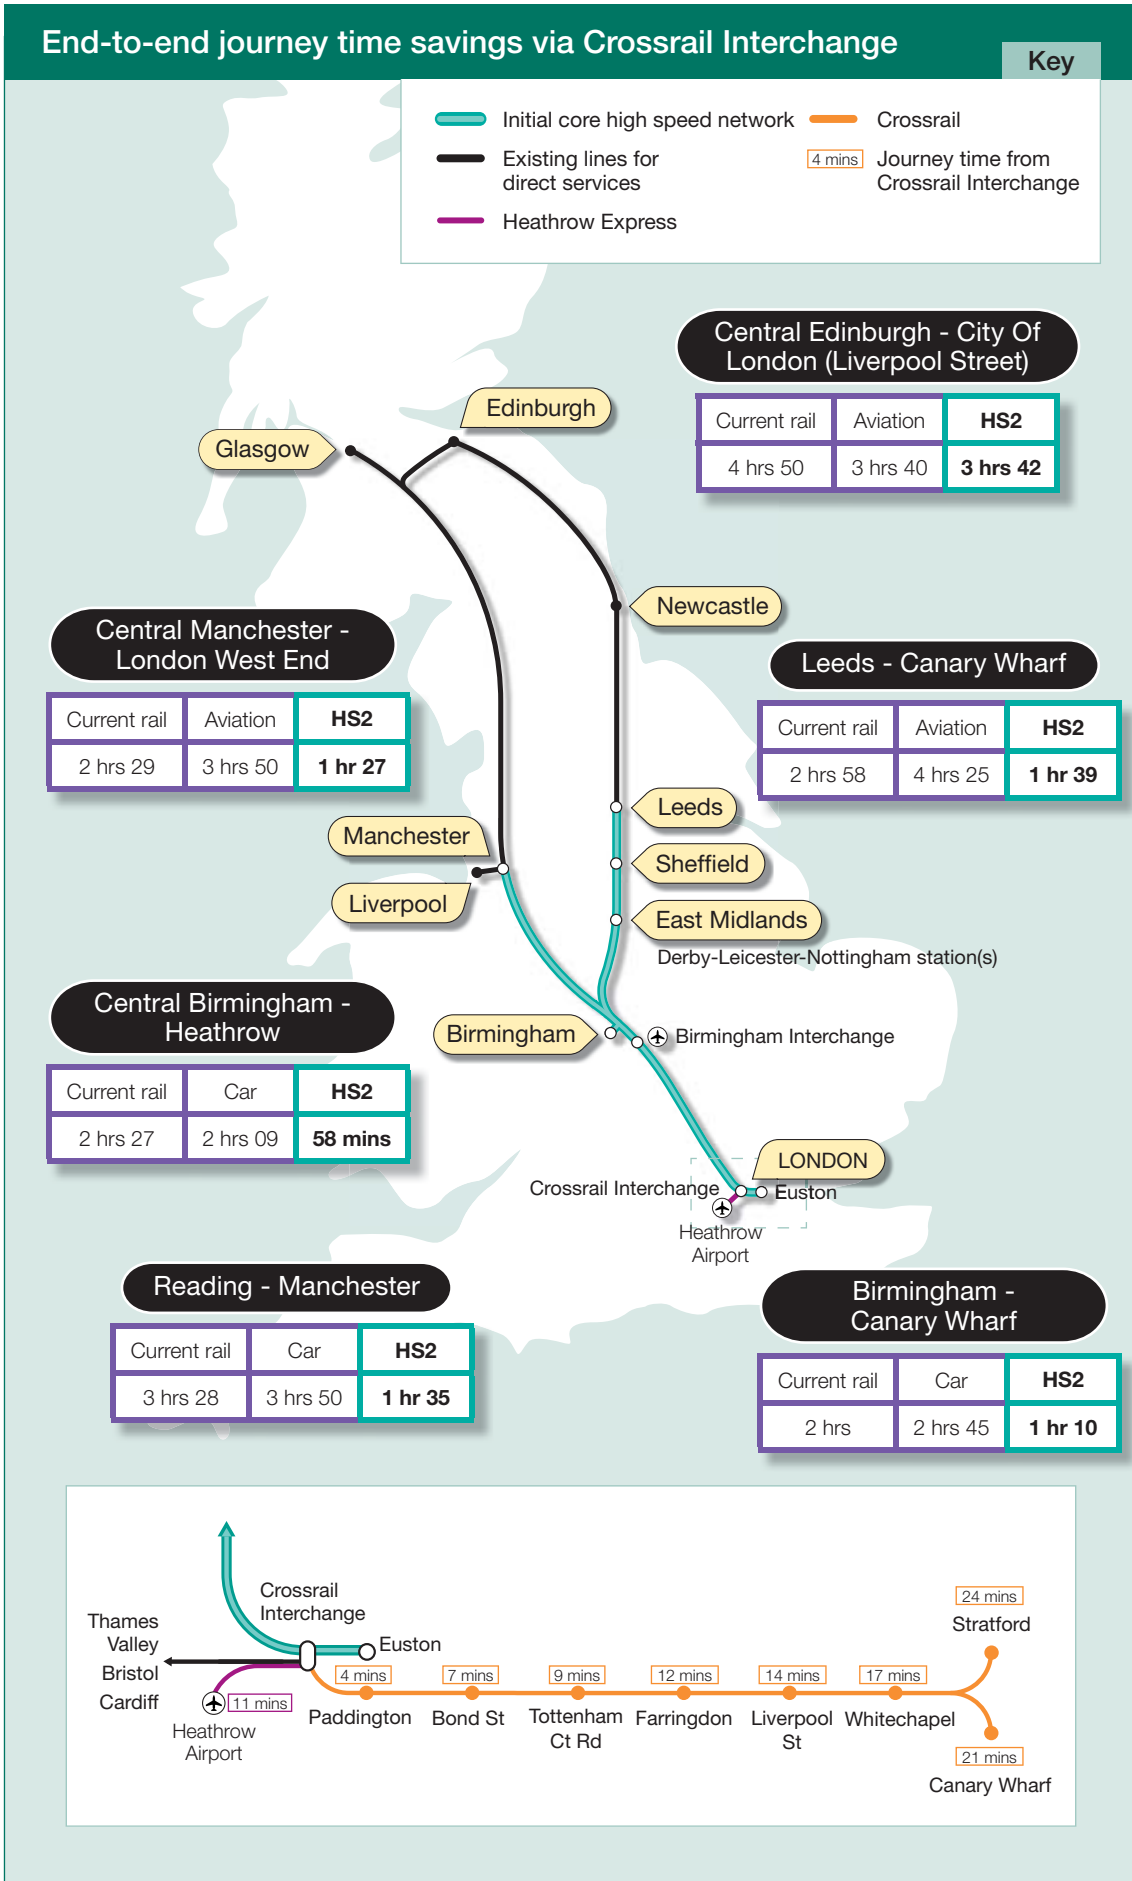 End-to-end journey time savings via Crossrail Interchange
Key
Initial core high speed network
Existing lines for
direct services
Heathrow Express
Crossrail
4 mins
Journey time from
Crossrail Interchange
Central Edinburgh - City Of
London (Liverpool Street)
Current rail Aviation HS2
4 hrs 50 3 hrs 40 3 hrs 42
Edinburgh
Glasgow
Newcastle
Central Manchester -
London West End
Current rail Aviation HS2
2 hrs 29 3 hrs 50 1 hr 27
Leeds - Canary Wharf
Current rail Aviation HS2
2 hrs 58 4 hrs 25 1 hr 39
Leeds
Manchester
Sheffield
Liverpool
East Midlands
Derby-Leicester-Nottingham station(s)
Central Birmingham -
Heathrow
Current rail Car HS2
2 hrs 27 2 hrs 09 58 mins
Birmingham
Birmingham Interchange
LONDON
Crossrail Interchange
Euston
Heathrow
Airport
Reading - Manchester
Current rail Car HS2
3 hrs 28 3 hrs 50 1 hr 35
Birmingham -
Canary Wharf
Current rail Car HS2
2 hrs 2 hrs 45 1 hr 10
Crossrail
Interchange
Euston
Thames
Valley
Bristol
Cardiff
11 mins
Heathrow
Airport
4 mins
Paddington
7 mins
Bond St
9 mins
Tottenham
Ct Rd
12 mins
Farringdon
14 mins
Liverpool
St
17 mins
Whitechapel
24 mins
Stratford
21 mins
Canary Wharf